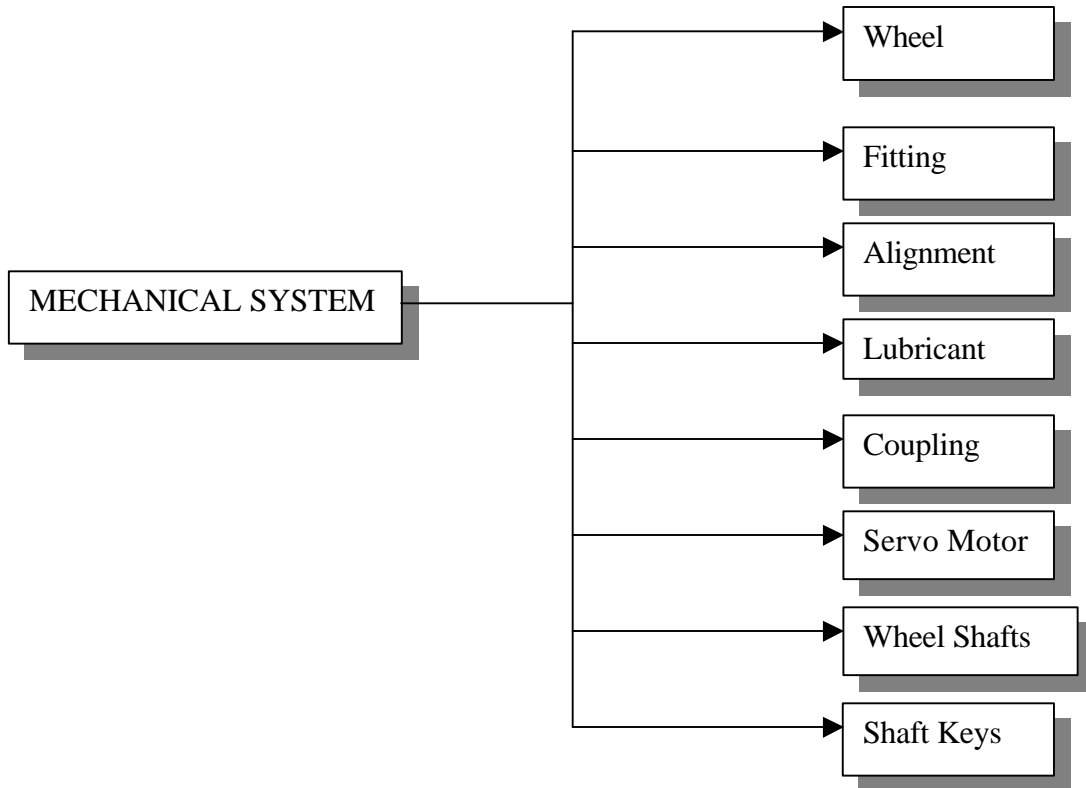 Wheel
Fitting
Alignment
MECHANICAL SYSTEM
Lubricant
Coupling
Servo Motor
Wheel Shafts
Shaft Keys